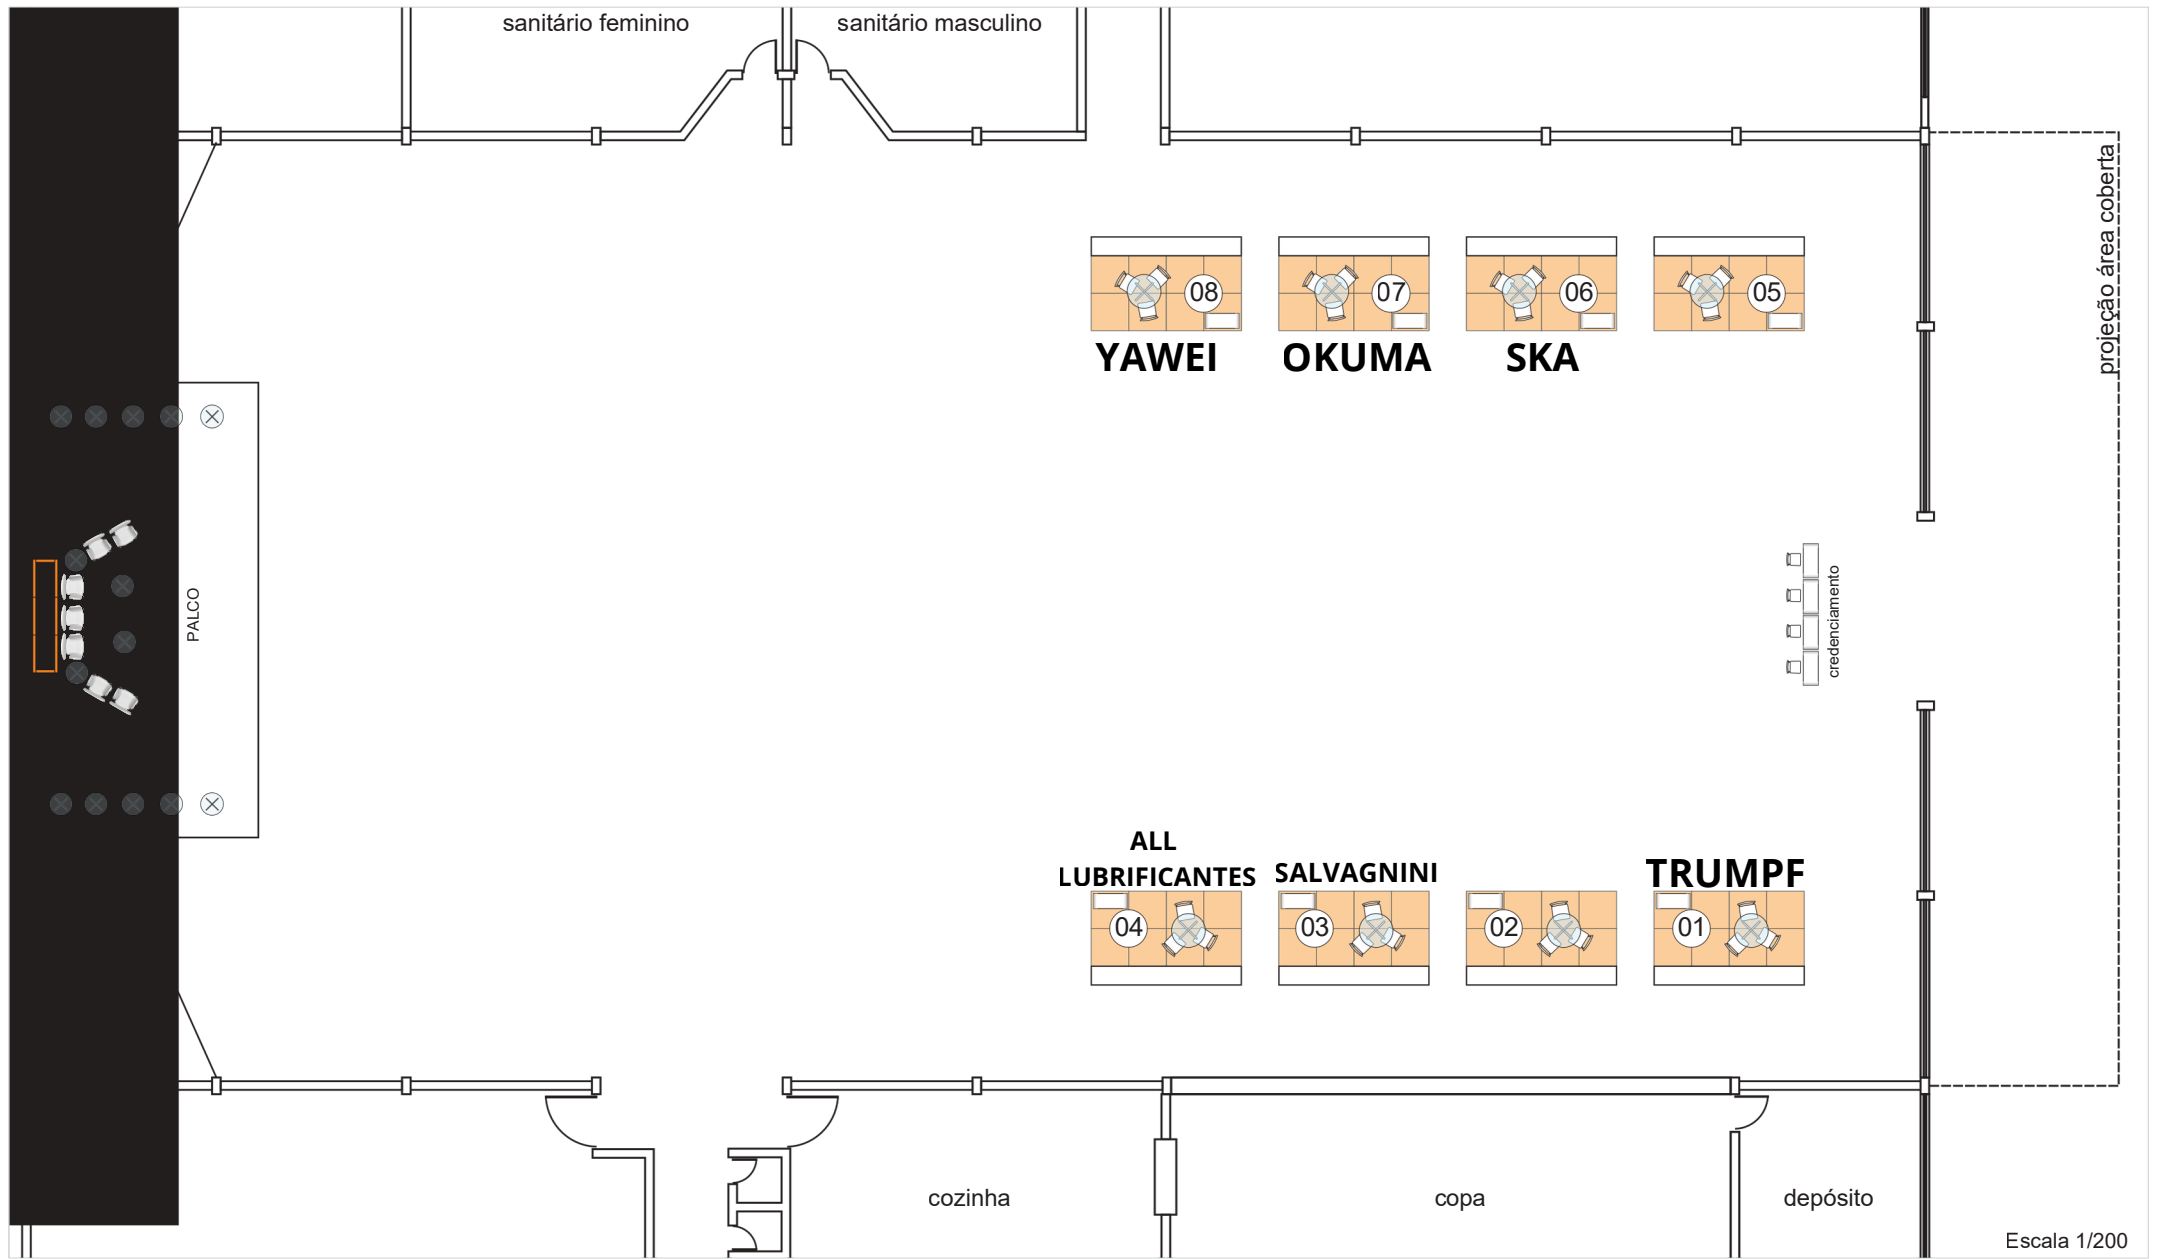 sanitário feminino
sanitário masculino
projeção área coberta
08
07
06
05
YAWEI
OKUMA
SKA
PALCO
credenciamento
ALL
LUBRIFICANTES
SALVAGNINI
TRUMPF
04
03
02
01
cozinha
copa
depósito
Escala 1/200